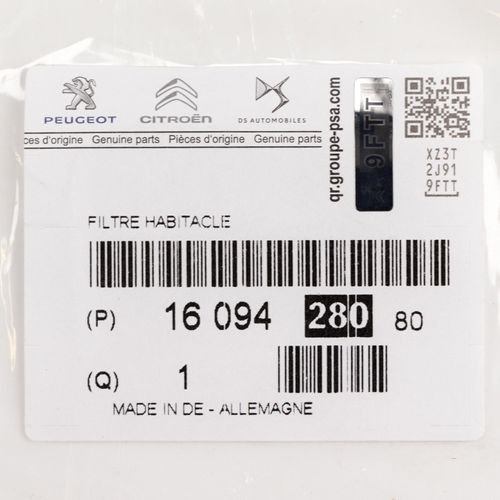 PEUGEOT CITROËN DS AUTOMOBILES
ces d'origine Genuine parts Pièces d'origine Genuine parts
qr.groupe-psa.com
9FTT
XZ3T
2J91
9FTT
FILTRE HABITACLE
(P) 16 094 280 80
(Q) 1
MADE IN DE - ALLEMAGNE